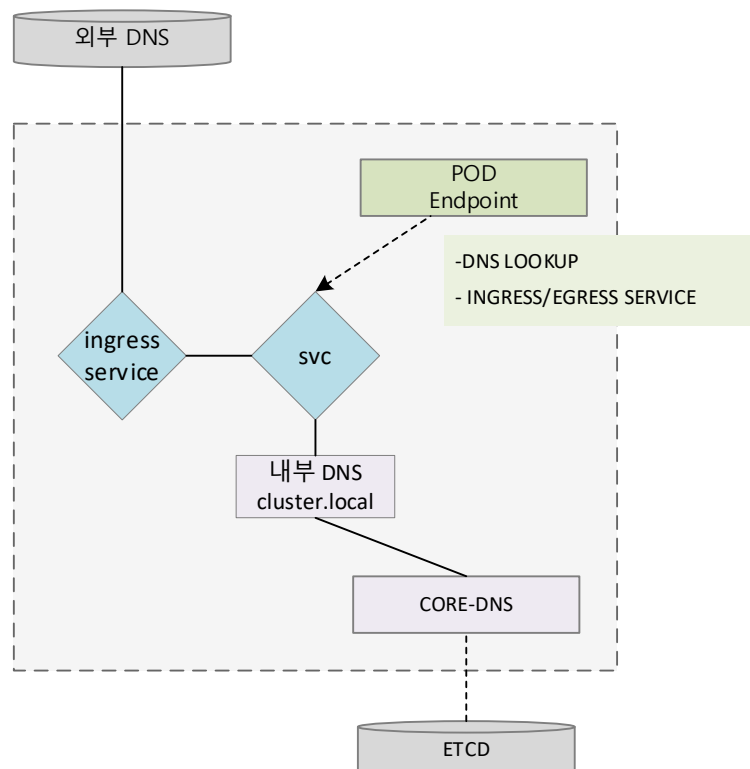 외부 DNS
POD
Endpoint
-DNS LOOKUP
- INGRESS/EGRESS SERVICE
ingress
service
svc
내부 DNS
cluster.local
CORE-DNS
ETCD